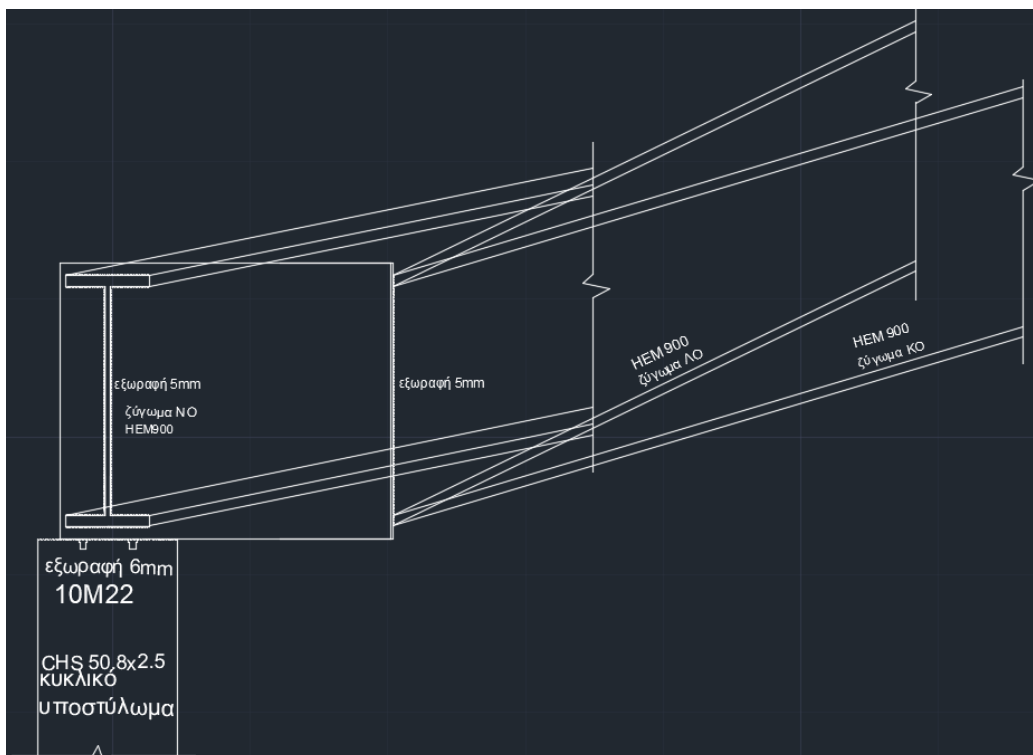 HEM 900
ζύγωμα ΛΟ
HEM 900
ζύγωμα ΚΟ
εξωραφή 5mm
ζύγωμα ΝΟ
HEM900
εξωραφή 5mm
εξωραφή 6mm
10M22
CHS 50.8x2.5
κυκλικό
υποστύλωμα